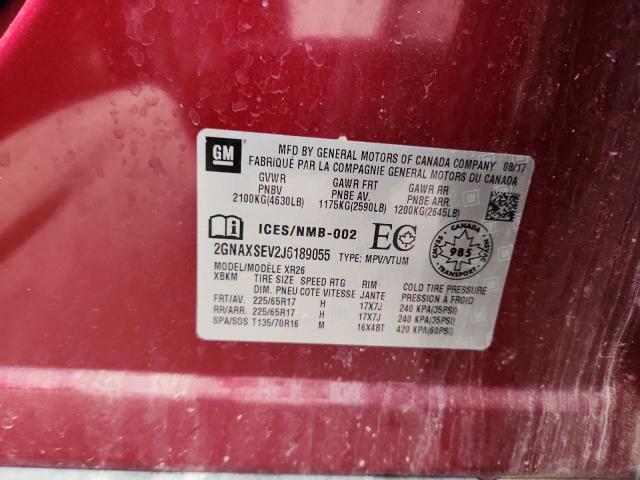 GM
MFD BY GENERAL MOTORS OF CANADA COMPANY 08/17
FABRIQUÉ PAR LA COMPAGNIE GENERAL MOTORS DU CANADA
GVWR GAWR FRT GAWR RR
PNBV PNBE AV. PNBE ARR.
2100KG(4630LB) 1175KG(2590LB) 1200KG(2645LB)
ICES/NMB-002 EC
2GNAXSEV2J6189055 TYPE: MPV/VTUM
CANADA
985
TRANSPORT
MODEL/MODÈLE XR26
XBKM TIRE SIZE SPEED RTG RIM COLD TIRE PRESSURE
DIM. PNEU COTE VITESSE JANTE PRESSION À FROID
FRT/AV. 225/65R17 H 17X7J 240 KPA(35PSI)
RR/ARR. 225/65R17 H 17X7J 240 KPA(35PSI)
SPA/SOS T135/70R16 M 16X4BT 420 KPA(60PSI)